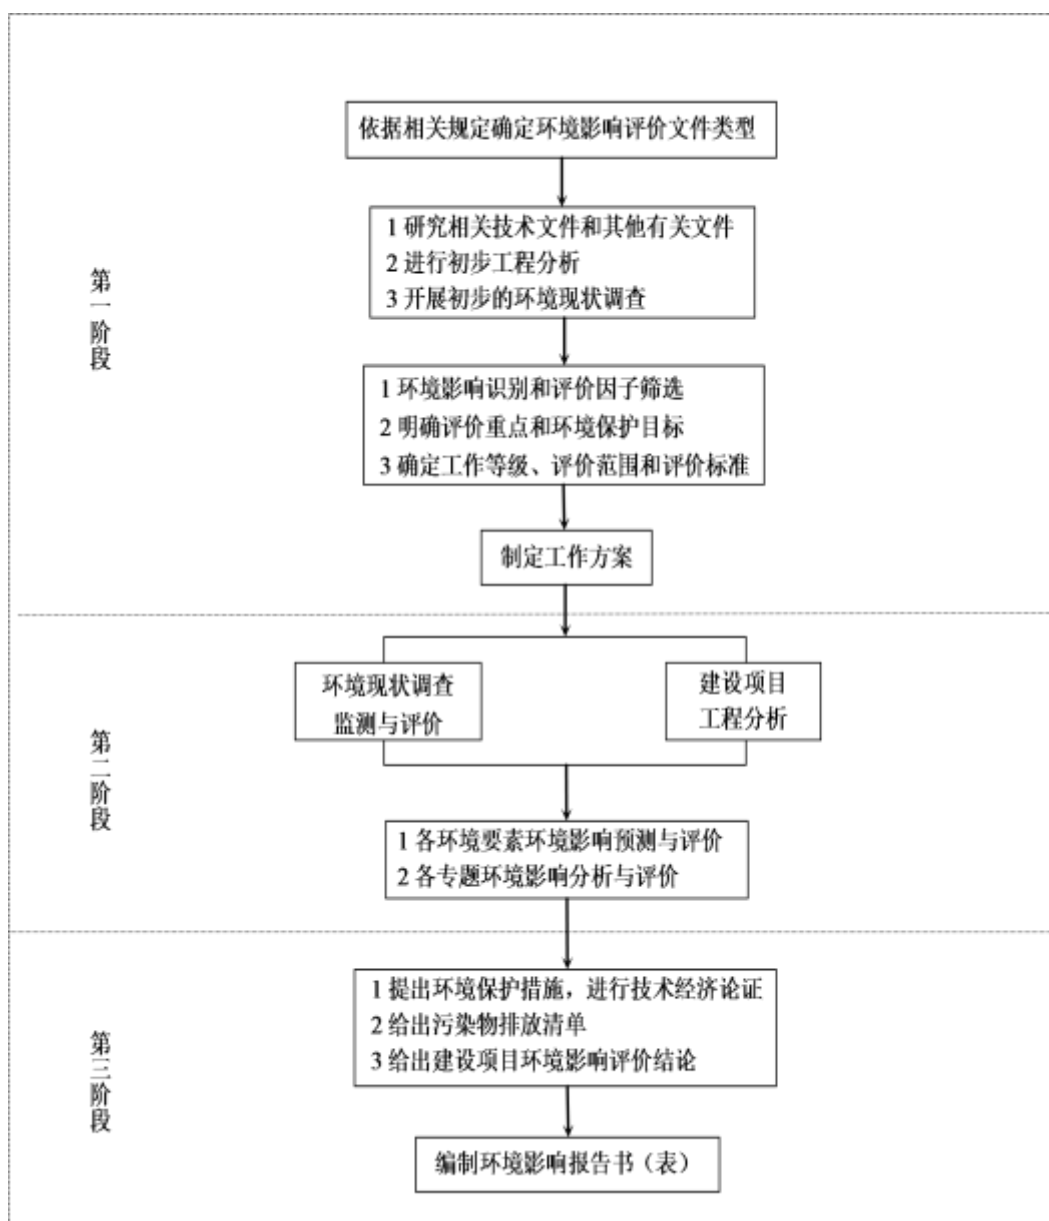 依据相关规定确定环境影响评价文件类型
1 研究相关技术文件和其他有关文件
2 进行初步工程分析
3 开展初步的环境现状调查
第一阶段
1 环境影响识别和评价因子筛选
2 明确评价重点和环境保护目标
3 确定工作等级、评价范围和评价标准
制定工作方案
环境现状调查
监测与评价
建设项目
工程分析
第二阶段
1 各环境要素环境影响预测与评价
2 各专题环境影响分析与评价
1 提出环境保护措施，进行技术经济论证
2 给出污染物排放清单
3 给出建设项目环境影响评价结论
第三阶段
编制环境影响报告书（表）